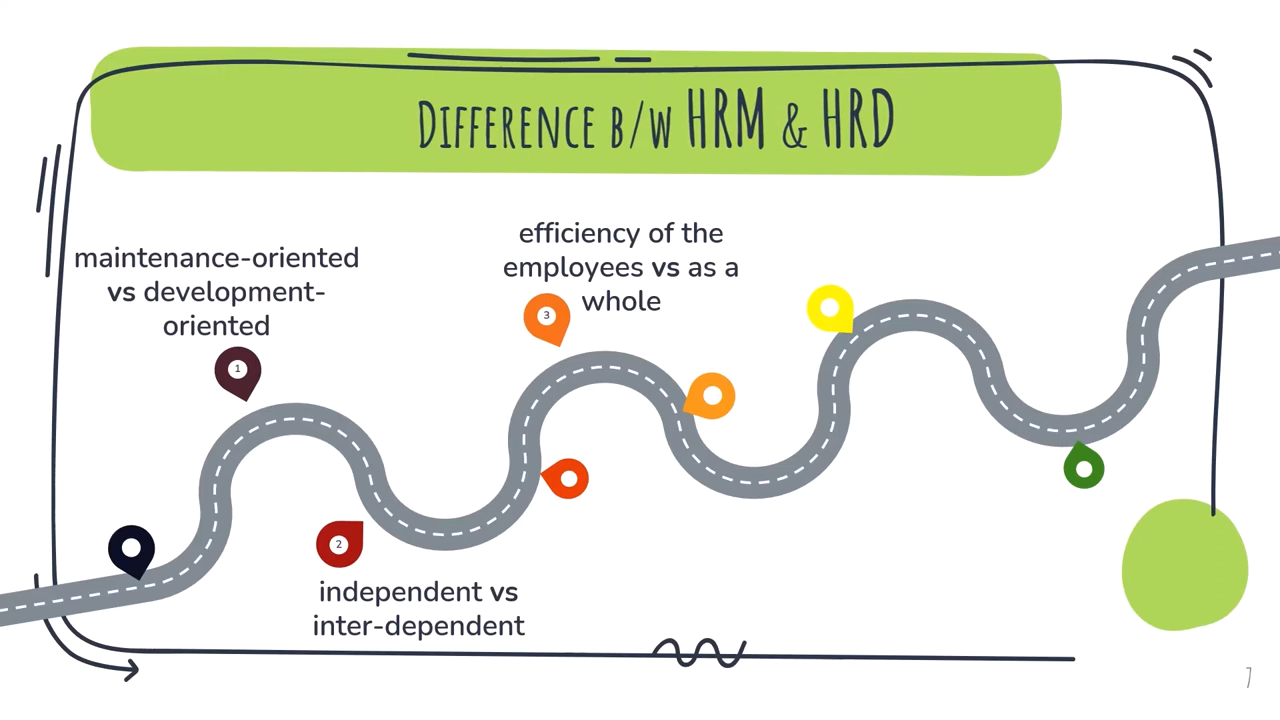 Difference b/w HRM & HRD
maintenance-oriented
vs development-
oriented
1
2
independent vs
inter-dependent
efficiency of the
employees vs as a
whole
3
7